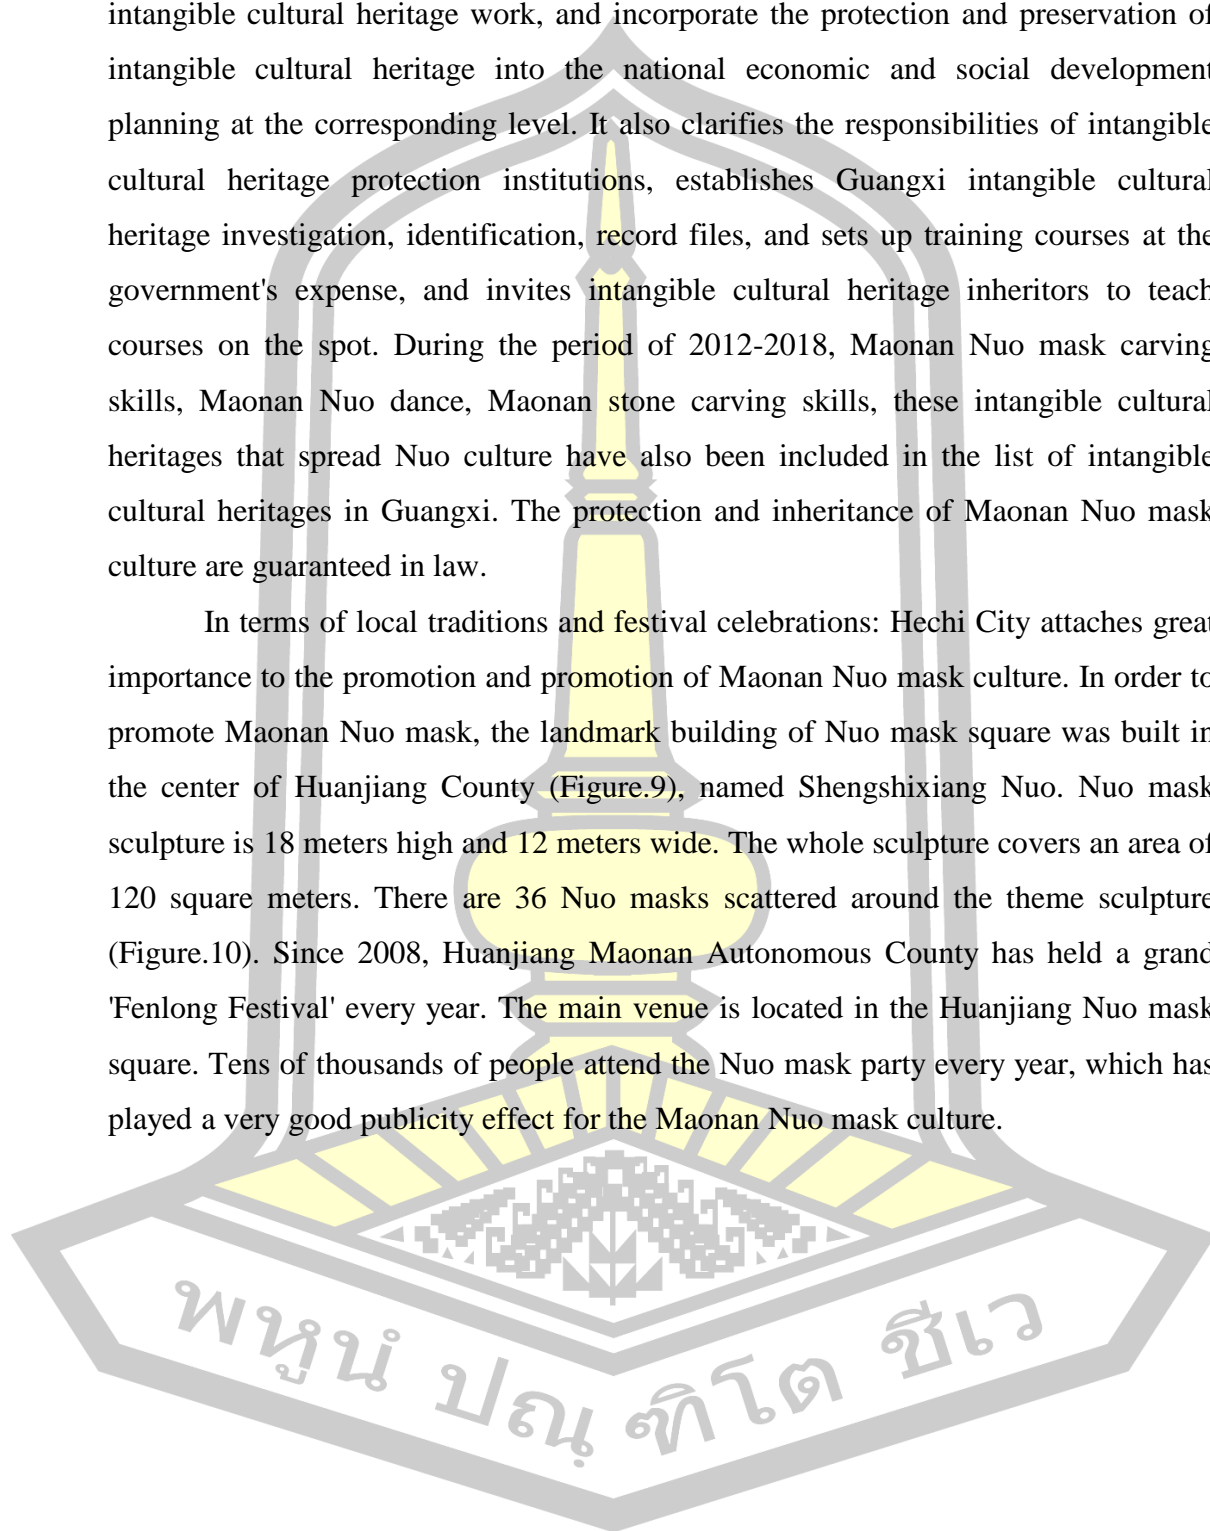 intangible cultural heritage work, and incorporate the protection and preservation of
intangible cultural heritage into the national economic and social development
planning at the corresponding level. It also clarifies the responsibilities of intangible
cultural heritage protection institutions, establishes Guangxi intangible cultural
heritage investigation, identification, record files, and sets up training courses at the
government's expense, and invites intangible cultural heritage inheritors to teach
courses on the spot. During the period of 2012-2018, Maonan Nuo mask carving
skills, Maonan Nuo dance, Maonan stone carving skills, these intangible cultural
heritages that spread Nuo culture have also been included in the list of intangible
cultural heritages in Guangxi. The protection and inheritance of Maonan Nuo mask
culture are guaranteed in law.
In terms of local traditions and festival celebrations: Hechi City attaches great
importance to the promotion and promotion of Maonan Nuo mask culture. In order to
promote Maonan Nuo mask, the landmark building of Nuo mask square was built in
the center of Huanjiang County (Figure.9), named Shengshixiang Nuo. Nuo mask
sculpture is 18 meters high and 12 meters wide. The whole sculpture covers an area of
120 square meters. There are 36 Nuo masks scattered around the theme sculpture
(Figure.10). Since 2008, Huanjiang Maonan Autonomous County has held a grand
'Fenlong Festival' every year. The main venue is located in the Huanjiang Nuo mask
square. Tens of thousands of people attend the Nuo mask party every year, which has
played a very good publicity effect for the Maonan Nuo mask culture.
พหูนํ ปณฺ ฑิโต ชีเว